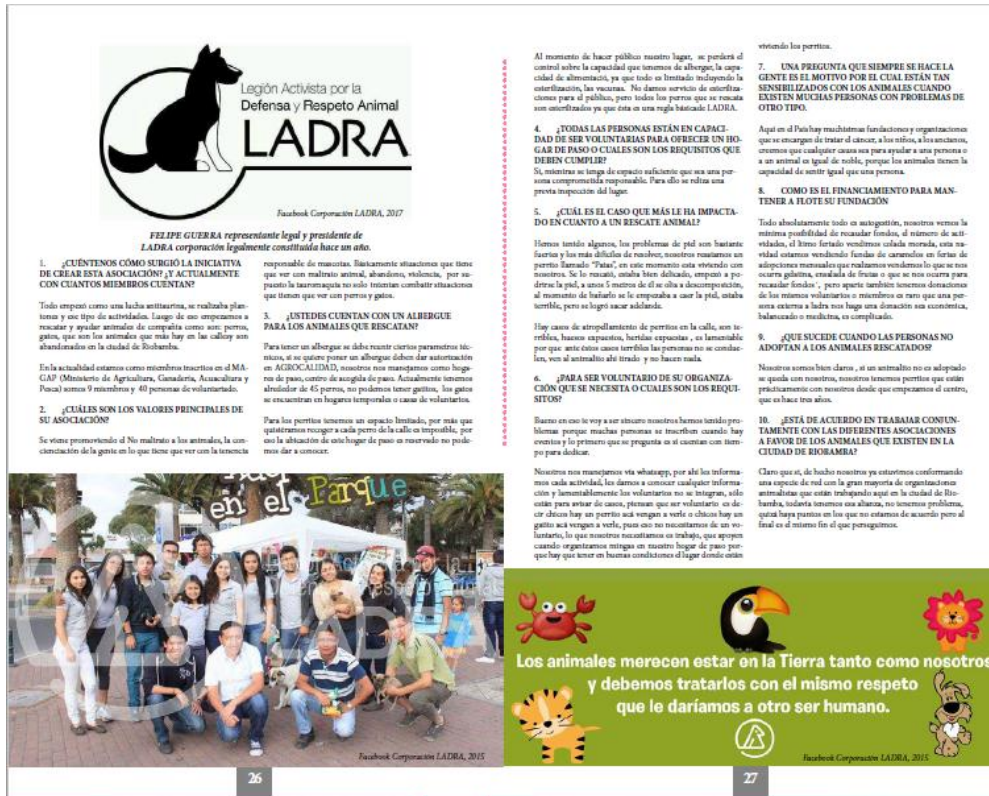 Legión Activista por la
Defensa y Respeto Animal
LADRA
Facebook Corporación LADRA, 2017
FELIPE GUERRA representante legal y presidente de
LADRA corporación legalmente constituida hace un año.
1. ¿CUÉNTENOS CÓMO SURGIÓ LA INICIATIVA
DE CREAR ESTA ASOCIACIÓN? ¿Y ACTUALMENTE
CON CUANTOS MIEMBROS CUENTAN?
Todo empezó como una lucha antitaurina, se realizaba plan-
tones y ese tipo de actividades. Luego de eso empezamos a
rescatar y ayudar animales de compañía como son: perros,
gatos, que son los animales que más hay en las calles y son
abandonados en la ciudad de Riobamba.
En la actualidad estamos como miembros inscritos en el MA-
GAP (Ministerio de Agricultura, Ganadería, Acuacultura y
Pesca) somos 9 miembros y 40 personas de voluntariado.
2. ¿CUÁLES SON LOS VALORES PRINCIPALES DE
SU ASOCIACIÓN?
Se viene promoviendo el No maltrato a los animales, la con-
cienciación de la gente en lo que tiene que ver con la tenencia
responsable de mascotas. Básicamente situaciones que tiene
que ver con maltrato animal, abandono, violencia, por su-
puesto la tauromaquia no solo intentan combatir situaciones
que tienen que ver con perros y gatos.
3. ¿USTEDES CUENTAN CON UN ALBERGUE
PARA LOS ANIMALES QUE RESCATAN?
Para tener un albergue se debe reunir ciertos parametros téc-
nicos, si se quiere poner un albergue deben dar autorización
en AGROCALIDAD, nosotros nos manejamos como hoga-
res de paso, centro de acogida de paso. Actualmente tenemos
alrededor de 45 perros, no podemos tener gatitos, los gatos
se encuentran en hogares temporales o casas de voluntarios.
Para los perritos tenemos un espacio limitado, por más que
quisiéramos recoger a cada perro de la calle es imposible, por
eso la ubicación de este hogar de paso es reservado no pode-
mos dar a conocer.
en el Parque
LADRA
Facebook Corporación LADRA, 2015
26
Al momento de hacer público nuestro lugar, se perderá el
control sobre la capacidad que tenemos de albergar, la capa-
cidad de alimentació, ya que todo es limitado incluyendo la
esterilización, las vacunas. No damos servicio de esteriliza-
ciones para el público, pero todos los perros que se rescata
son esterilizados ya que ésta es una regla básicade LADRA.
4. ¿TODAS LAS PERSONAS ESTÁN EN CAPACI-
DAD DE SER VOLUNTARIAS PARA OFRECER UN HO-
GAR DE PASO O CUALES SON LOS REQUISITOS QUE
DEBEN CUMPLIR?
Si, mientras se tenga de espacio suficiente que sea una per-
sona comprometida responsable. Para ello se reliza una
previa inspección del lugar.
5. ¿CUÁL ES EL CASO QUE MÁS LE HA IMPACTA-
DO EN CUANTO A UN RESCATE ANIMAL?
Hemos tenido algunos, los problemas de piel son bastante
fuertes y los más difíciles de resolver, nosotros resatamos un
perrito llamado "Patas", en este momento esta viviendo con
nosotros. Se lo rescató, estaba bien delicado, empezó a po-
drirse la piel, a unos 5 metros de él se olía a descomposición,
al momento de bañarlo se le empezaba a caer la piel, estaba
terrible, pero se logró sacar adelande.
Hay casos de atropellamiento de perritos en la calle, son te-
rribles, huesos expuestos, heridas expuestas , es lamentable
por que ante éstos casos terribles las personas no se condue-
len, ven al animalito ahí tirado y no hacen nada.
6. ¿PARA SER VOLUNTARIO DE SU ORGANIZA-
CIÓN QUE SE NECESITA O CUALES SON LOS REQUI-
SITOS?
Bueno en eso te voy a ser sincero nosotros hemos tenido pro-
blemas porque muchas personas se inscriben cuando hay
eventos y lo primero que se pregunta es si cuentan con tiem-
po para dedicar.
Nosotros nos manejamos vía whatsapp, por ahí les informa-
mos cada actividad, les damos a conocer cualquier informa-
ción y lamentablemente los voluntarios no se integran, sólo
están para avisar de casos, piensan que ser voluntario es de-
cir chicos hay un perrito acá vengan a verle o chicos hay un
gatito acá vengan a verle, pues eso no necesitamos de un vo-
luntario, lo que nosotros necesitamos es trabajo, que apoyen
cuando organizamos mingas en nuestro hogar de paso por-
que hay que tener en buenas condiciones el lugar donde están
viviendo los perritos.
7. UNA PREGUNTA QUE SIEMPRE SE HACE LA
GENTE ES EL MOTIVO POR EL CUAL ESTÁN TAN
SENSIBILIZADOS CON LOS ANIMALES CUANDO
EXISTEN MUCHAS PERSONAS CON PROBLEMAS DE
OTRO TIPO.
Aquí en el País hay muchísimas fundaciones y organizaciones
que se encargan de tratar el cáncer, a los niños, a los ancianos,
creemos que cualquier causa sea para ayudar a una persona o
a un animal es igual de noble, porque los animales tienen la
capacidad de sentir igual que una persona.
8. COMO ES EL FINANCIAMIENTO PARA MAN-
TENER A FLOTE SU FUNDACIÓN
Todo absolutamente todo es autogestión, nosotros vemos la
mínima posibilidad de recaudar fondos, el número de acti-
vidades, el litmo feriado vendimos colada morada, esta na-
vidad estamos vendiendo fundas de caramelos en ferias de
adopciones mensuales que realizamos vendemos lo que se nos
ocurra gelatina, ensalada de frutas o que se nos ocurra para
recaudar fondos', pero aparte también tenemos donaciones
de los mismos voluntarios o miembros es raro que una per-
sona externa a ladra nos haga una donación sea económica,
balanceado o medicina, es complicado.
9. ¿QUE SUCEDE CUANDO LAS PERSONAS NO
ADOPTAN A LOS ANIMALES RESCATADOS?
Nosotros somos bien claros , si un animalito no es adoptado
se queda con nosotros, nosotros tenemos perritos que están
prácticamente con nosotros desde que empezamos el centro,
que es hace tres años.
10. ¿ESTÁ DE ACUERDO EN TRABAJAR CONJUN-
TAMENTE CON LAS DIFERENTES ASOCIACIONES
A FAVOR DE LOS ANIMALES QUE EXISTEN EN LA
CIUDAD DE RIOBAMBA?
Claro que si, de hecho nosotros ya estuvimos conformando
una especie de red con la gran mayoría de organizaciones
animalistas que están trabajando aquí en la ciudad de Rio-
bamba, todavía tenemos esa alianza, no tenemos problema,
quizá haya puntos en los que no estamos de acuerdo pero al
final es el mismo fin el que perseguimos.
Los animales merecen estar en la Tierra tanto como nosotros
y debemos tratarlos con el mismo respeto
que le daríamos a otro ser humano.
Facebook Corporación LADRA, 2015
27